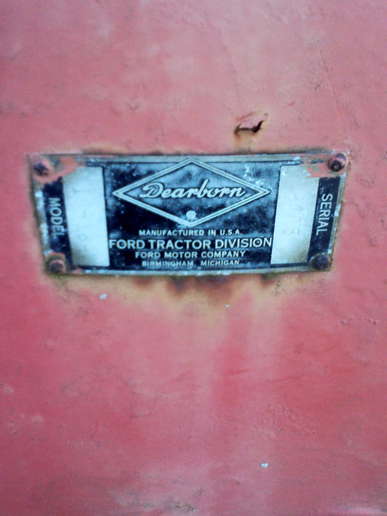 MODEL
Dearborn
MANUFACTURED IN U.S.A.
FORD TRACTOR DIVISION
FORD MOTOR COMPANY
BIRMINGHAM, MICHIGAN
SERIAL